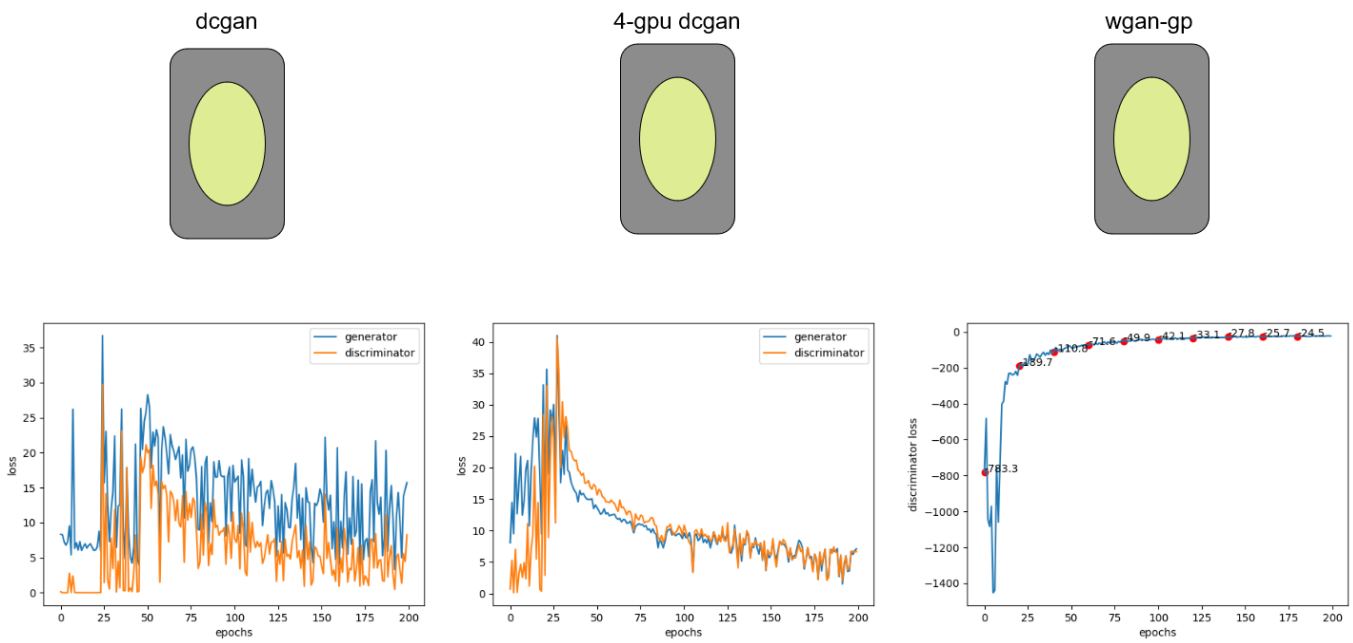 dcgan
4-gpu dcgan
wgan-gp
generator
discriminator
35
30
25
20
15
10
5
0
loss
0 25 50 75 100 125 150 175 200
epochs
generator
discriminator
40
35
30
25
20
15
10
5
0
loss
0 25 50 75 100 125 150 175 200
epochs
0
−200
−400
−600
−800
−1000
−1200
−1400
discriminator loss
-783.3
-189.7
-110.8
-71.6
-49.9
-42.1
-33.1
-27.8
-25.7
-24.5
0 25 50 75 100 125 150 175 200
epochs